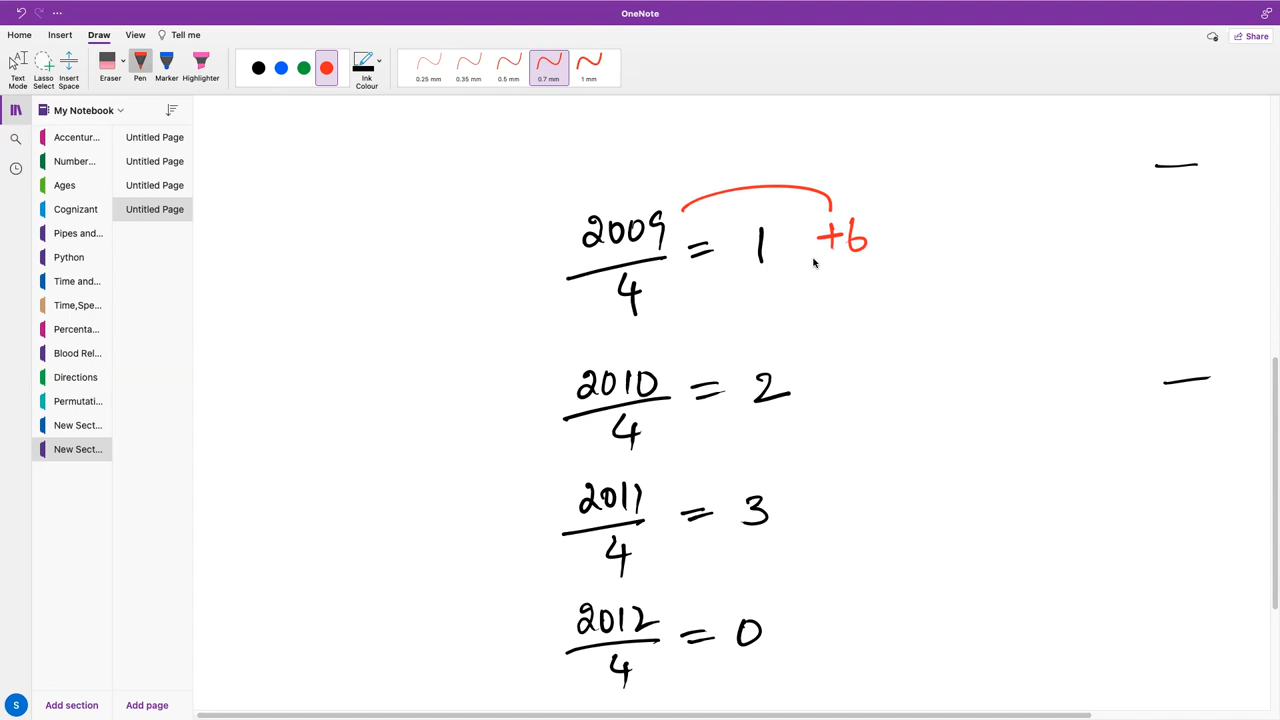 OneNote
Home Insert Draw View Tell me
Share
Text Mode
Lasso Select
Insert Space
Eraser
Pen
Marker
Highlighter
Ink Colour
0.25 mm
0.35 mm
0.5 mm
0.7 mm
1 mm
My Notebook
Accentur...
Number...
Ages
Cognizant
Pipes and...
Python
Time and...
Time,Spe...
Percenta...
Blood Rel...
Directions
Permutati...
New Sect...
New Sect...
Untitled Page
Untitled Page
Untitled Page
Untitled Page
2009/4 = 1 +6
2010/4 = 2
2011/4 = 3
2012/4 = 0
S
Add section
Add page